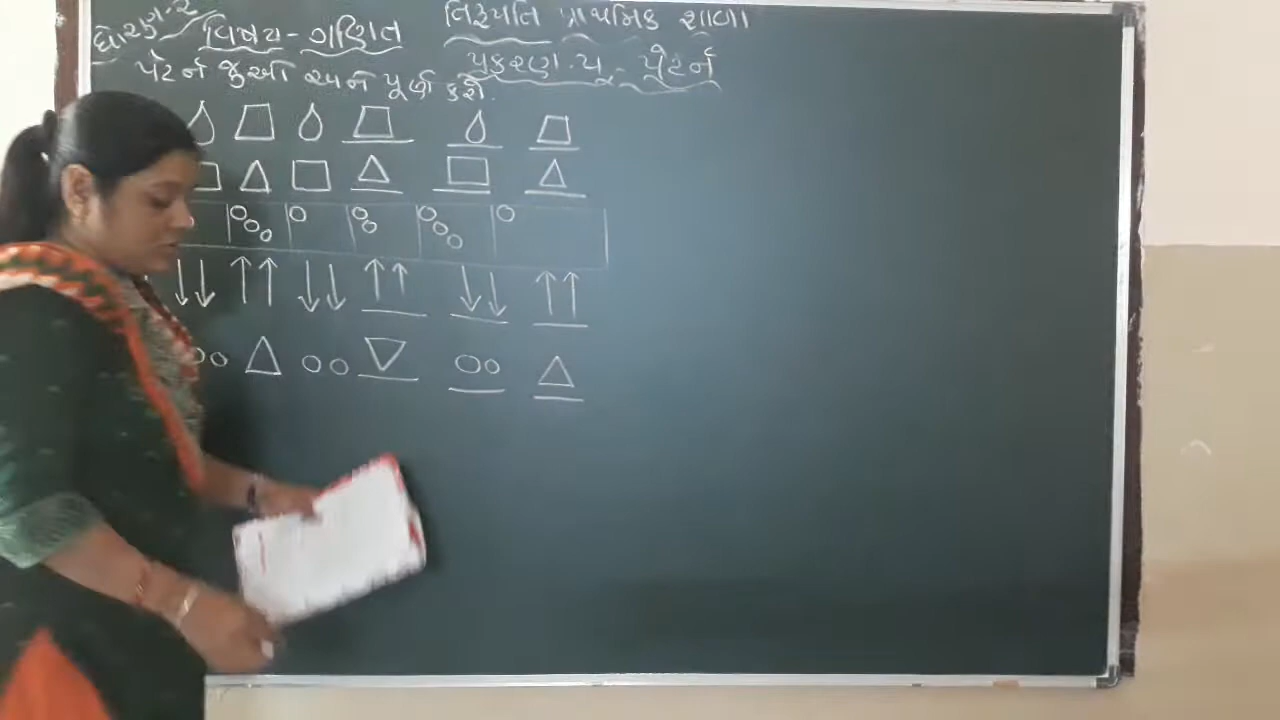 ધોરણ-૨ વિષય - ગણિત તિરૂપતિ પ્રાથમિક શાળા
પ્રકરણ.૫ પેટર્ન
પેટર્ન જુઓ અને પૂર્ણ કરો.